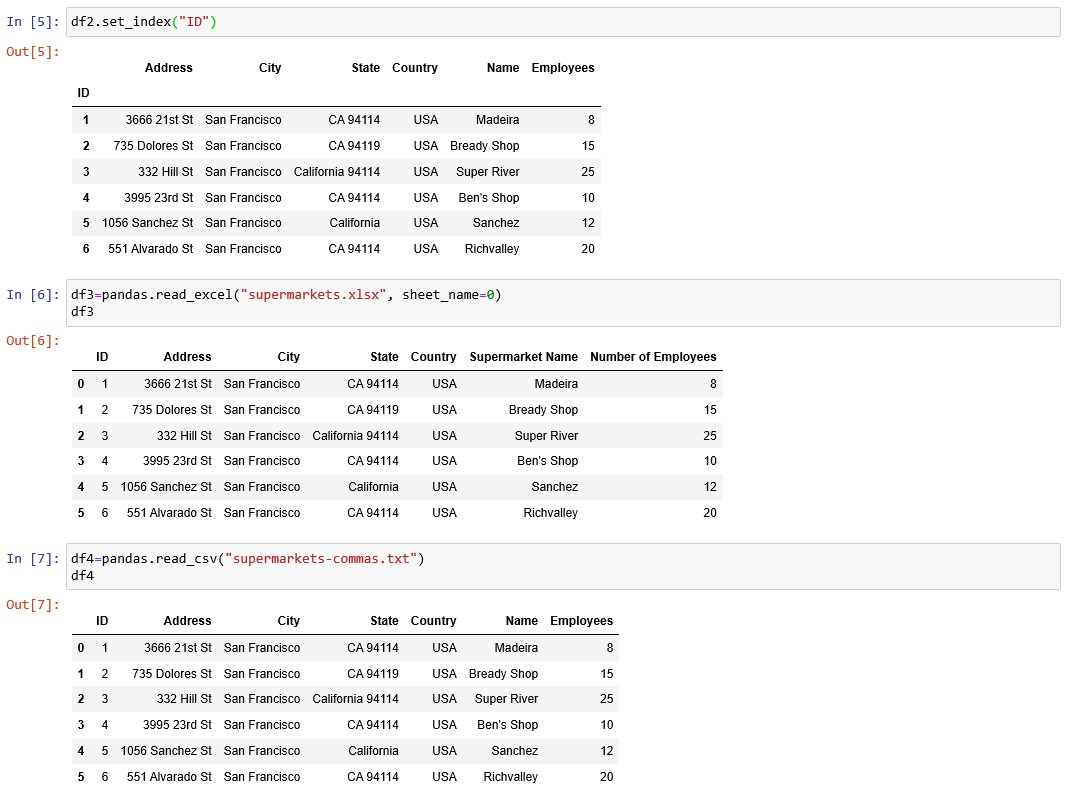 In [5]: df2.set_index("ID")
Out[5]:
Address City State Country Name Employees
ID
1 3666 21st St San Francisco CA 94114 USA Madeira 8
2 735 Dolores St San Francisco CA 94119 USA Bready Shop 15
3 332 Hill St San Francisco California 94114 USA Super River 25
4 3995 23rd St San Francisco CA 94114 USA Ben's Shop 10
5 1056 Sanchez St San Francisco California USA Sanchez 12
6 551 Alvarado St San Francisco CA 94114 USA Richvalley 20
In [6]: df3=pandas.read_excel("supermarkets.xlsx", sheet_name=0)
df3
Out[6]:
ID Address City State Country Supermarket Name Number of Employees
0 1 3666 21st St San Francisco CA 94114 USA Madeira 8
1 2 735 Dolores St San Francisco CA 94119 USA Bready Shop 15
2 3 332 Hill St San Francisco California 94114 USA Super River 25
3 4 3995 23rd St San Francisco CA 94114 USA Ben's Shop 10
4 5 1056 Sanchez St San Francisco California USA Sanchez 12
5 6 551 Alvarado St San Francisco CA 94114 USA Richvalley 20
In [7]: df4=pandas.read_csv("supermarkets-commas.txt")
df4
Out[7]:
ID Address City State Country Name Employees
0 1 3666 21st St San Francisco CA 94114 USA Madeira 8
1 2 735 Dolores St San Francisco CA 94119 USA Bready Shop 15
2 3 332 Hill St San Francisco California 94114 USA Super River 25
3 4 3995 23rd St San Francisco CA 94114 USA Ben's Shop 10
4 5 1056 Sanchez St San Francisco California USA Sanchez 12
5 6 551 Alvarado St San Francisco CA 94114 USA Richvalley 20